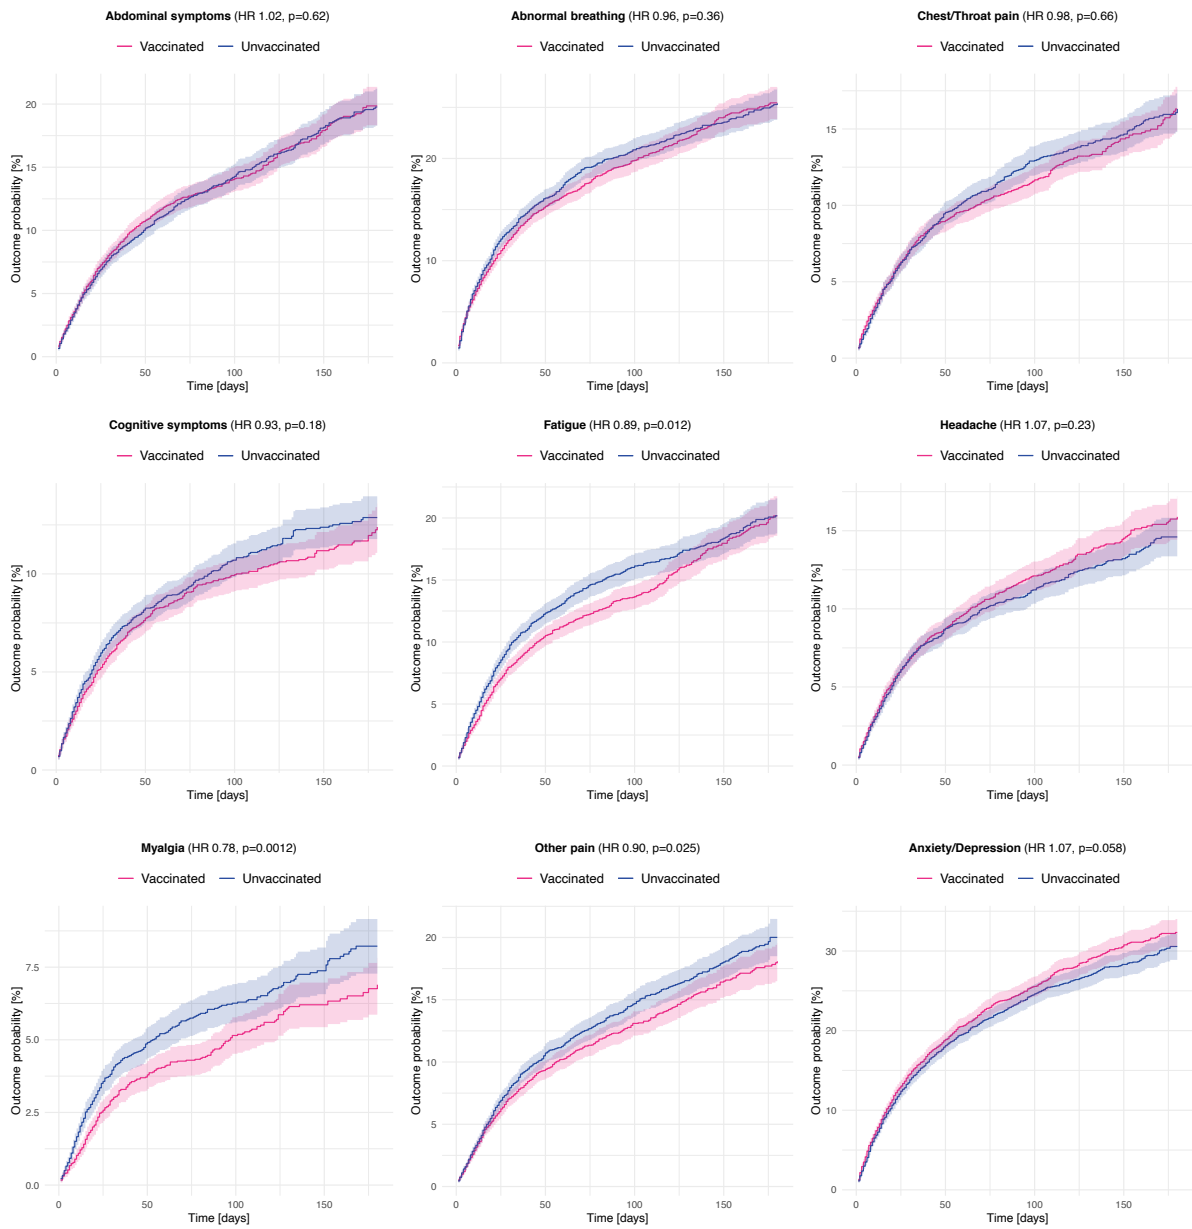 Abdominal symptoms (HR 1.02, p=0.62)
Vaccinated Unvaccinated
Outcome probability [%]
20
15
10
5
0
0 50 100 150
Time [days]
Abnormal breathing (HR 0.96, p=0.36)
Vaccinated Unvaccinated
Outcome probability [%]
20
10
0
0 50 100 150
Time [days]
Chest/Throat pain (HR 0.98, p=0.66)
Vaccinated Unvaccinated
Outcome probability [%]
15
10
5
0
0 50 100 150
Time [days]
Cognitive symptoms (HR 0.93, p=0.18)
Vaccinated Unvaccinated
Outcome probability [%]
10
5
0
0 50 100 150
Time [days]
Fatigue (HR 0.89, p=0.012)
Vaccinated Unvaccinated
Outcome probability [%]
20
15
10
5
0
0 50 100 150
Time [days]
Headache (HR 1.07, p=0.23)
Vaccinated Unvaccinated
Outcome probability [%]
15
10
5
0
0 50 100 150
Time [days]
Myalgia (HR 0.78, p=0.0012)
Vaccinated Unvaccinated
Outcome probability [%]
7.5
5.0
2.5
0.0
0 50 100 150
Time [days]
Other pain (HR 0.90, p=0.025)
Vaccinated Unvaccinated
Outcome probability [%]
20
15
10
5
0
0 50 100 150
Time [days]
Anxiety/Depression (HR 1.07, p=0.058)
Vaccinated Unvaccinated
Outcome probability [%]
30
20
10
0
0 50 100 150
Time [days]